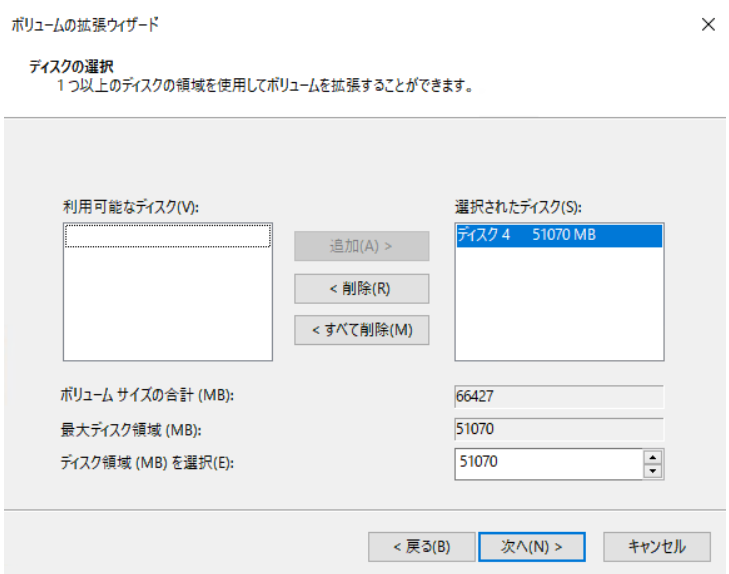 ボリュームの拡張ウィザード
ディスクの選択
1 つ以上のディスクの領域を使用してボリュームを拡張することができます。
利用可能なディスク(V):
選択されたディスク(S):
ディスク 4 51070 MB
追加(A) >
< 削除(R)
< すべて削除(M)
ボリューム サイズの合計 (MB): 66427
最大ディスク領域 (MB): 51070
ディスク領域 (MB) を選択(E): 51070
< 戻る(B) 次へ(N) > キャンセル